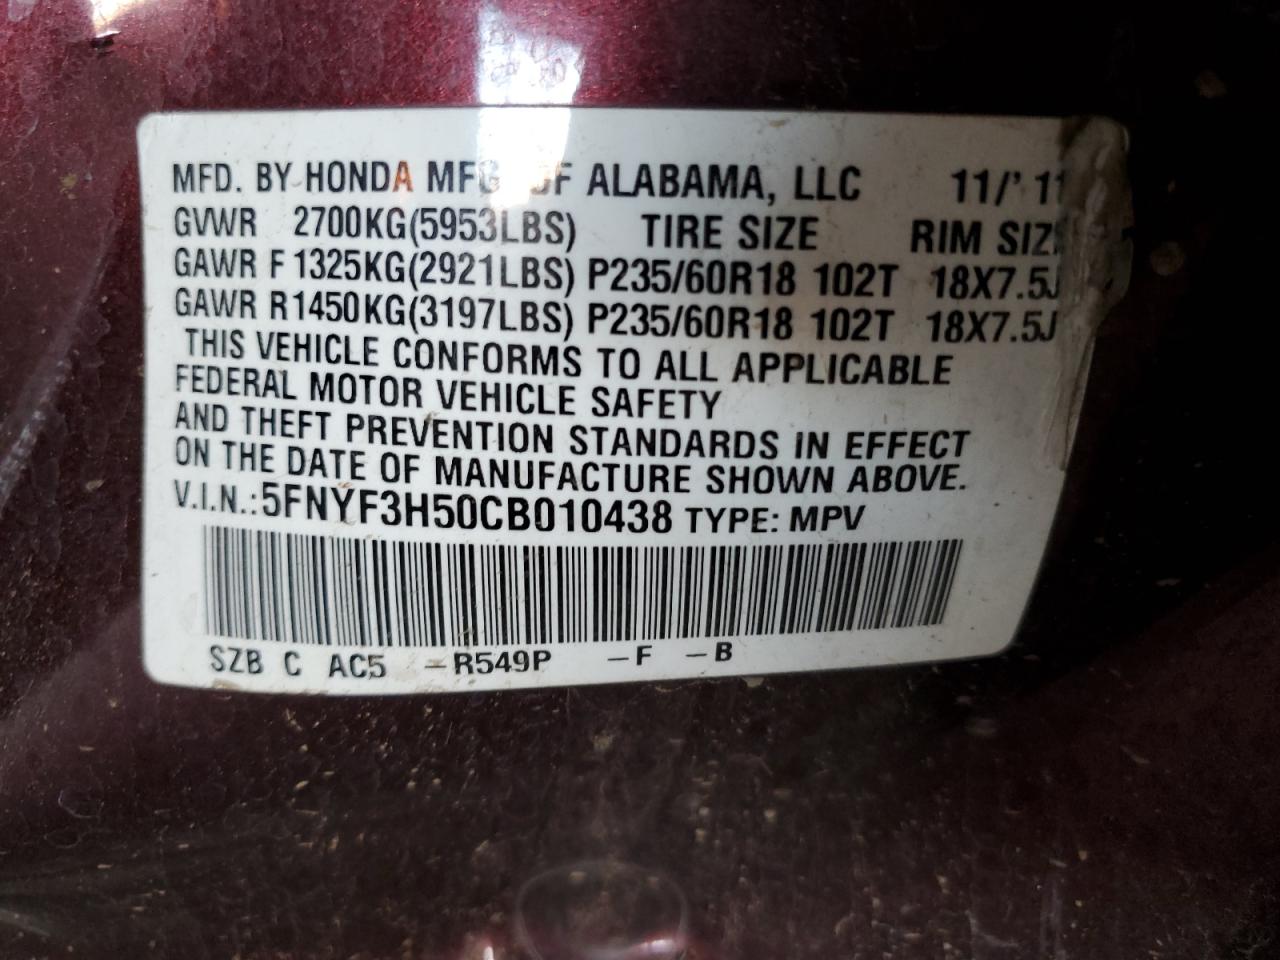 MFD. BY HONDA MFG OF ALABAMA, LLC 11/'11
GVWR 2700KG(5953LBS) TIRE SIZE RIM
GAWR F 1325KG(2921LBS) P235/60R18 102T 18X7.5J
GAWR R1450KG(3197LBS) P235/60R18 102T 18X7.5J
THIS VEHICLE CONFORMS TO ALL APPLICABLE
FEDERAL MOTOR VEHICLE SAFETY
AND THEFT PREVENTION STANDARDS IN EFFECT
ON THE DATE OF MANUFACTURE SHOWN ABOVE.
V.I.N.:5FNYF3H50CB010438 TYPE: MPV
SZB C AC5 –R549P –F –B